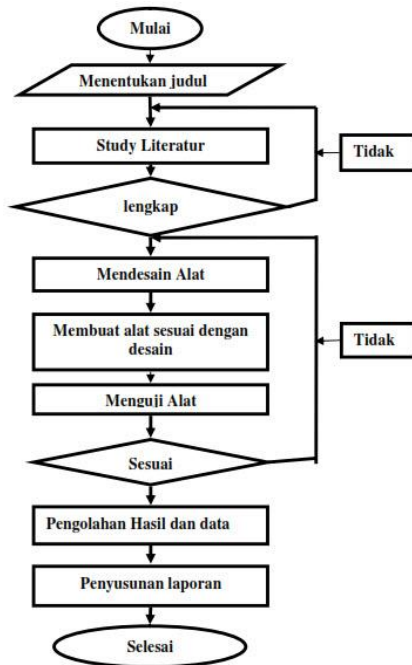 Mulai
Menentukan judul
Study Literatur
Tidak
lengkap
Mendesain Alat
Membuat alat sesuai dengan
desain
Tidak
Menguji Alat
Sesuai
Pengolahan Hasil dan data
Penyusunan laporan
Selesai